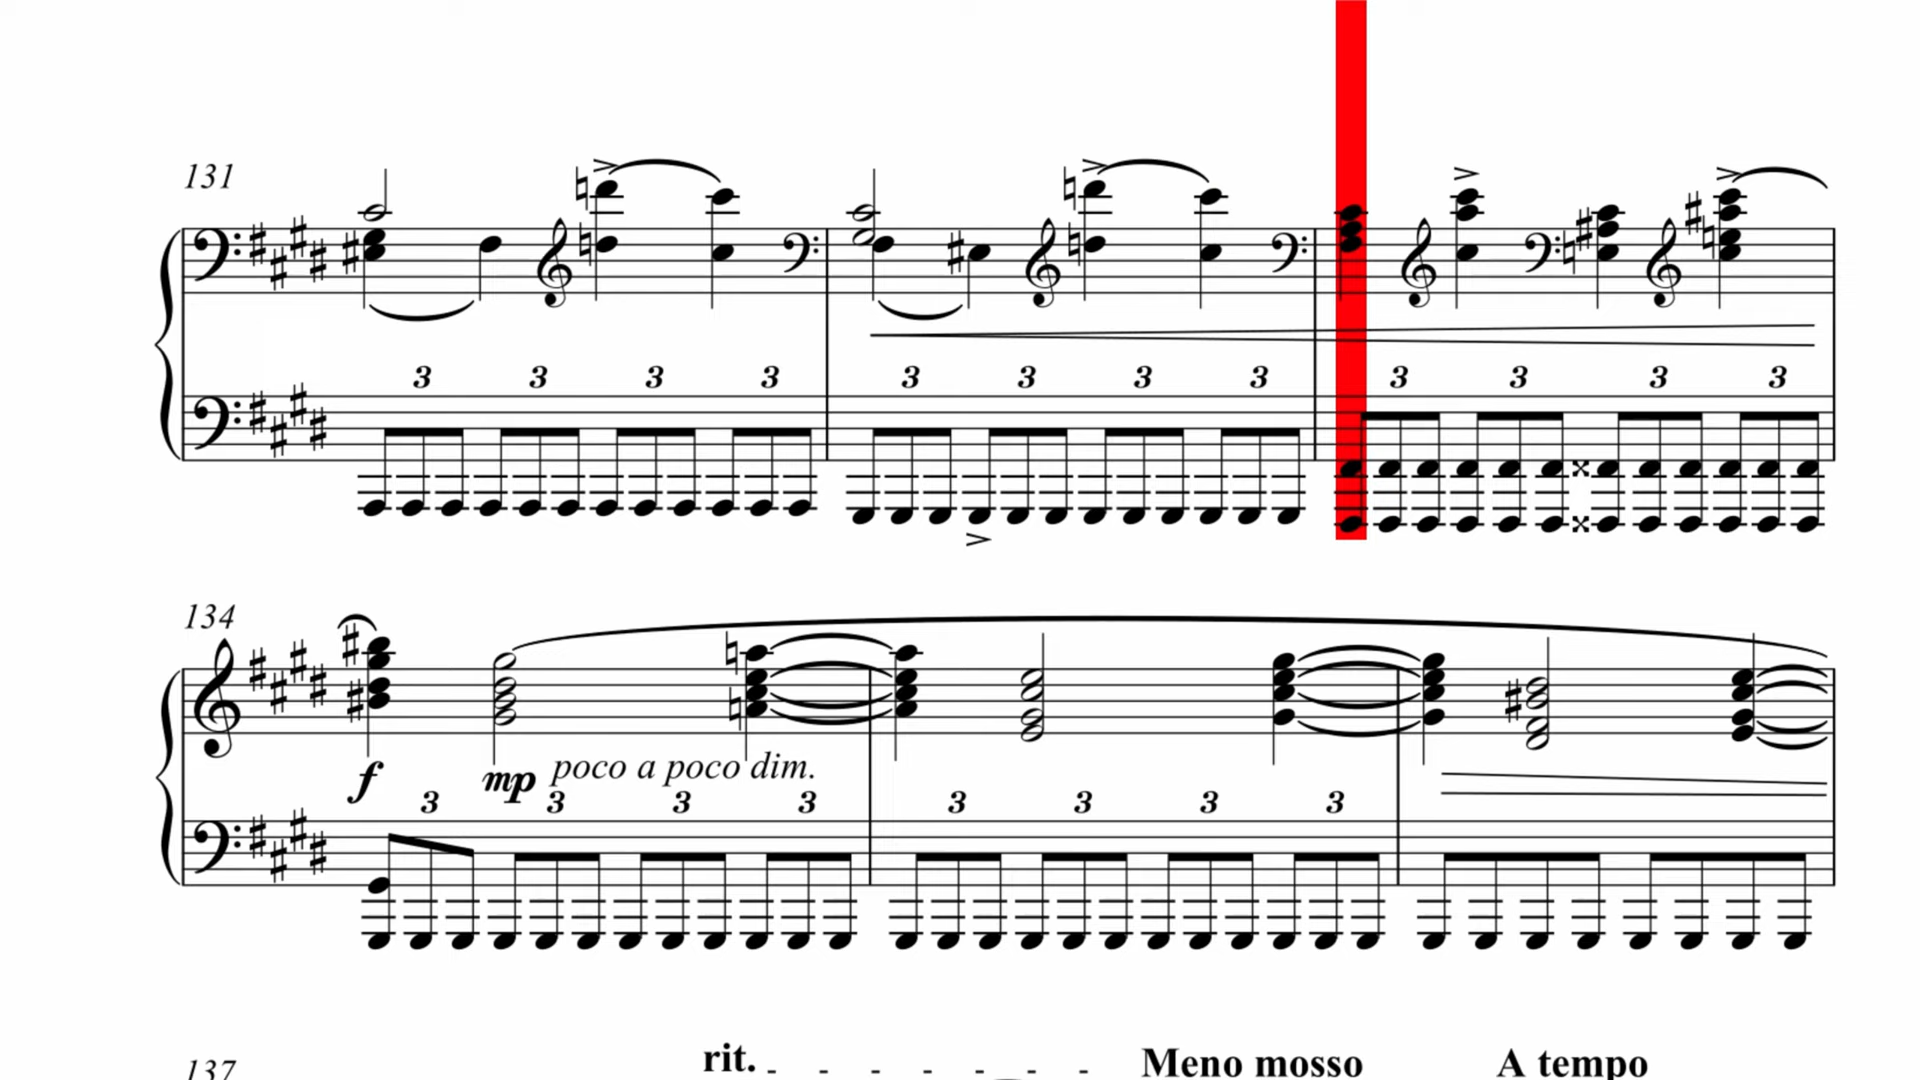 131
3 3 3 3 3 3 3 3 3 3 3 3
134
f mp poco a poco dim.
3 3 3 3 3 3 3 3
137 rit. - - - - - - - Meno mosso A tempo